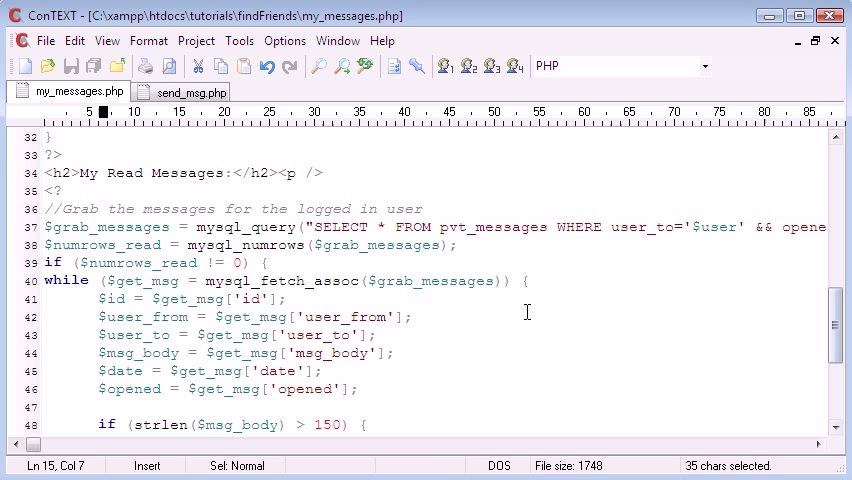 ConTEXT - [C:\xampp\htdocs\tutorials\findFriends\my_messages.php]
File Edit View Format Project Tools Options Window Help
1 2 3 4 PHP
my_messages.php send_msg.php
5 10 15 20 25 30 35 40 45 50 55 60 65 70 75 80 85
32 }
33 ?>
34 <h2>My Read Messages:</h2><p />
35 <?
36 //Grab the messages for the logged in user
37 $grab_messages = mysql_query("SELECT * FROM pvt_messages WHERE user_to='$user' && opene
38 $numrows_read = mysql_numrows($grab_messages);
39 if ($numrows_read != 0) {
40 while ($get_msg = mysql_fetch_assoc($grab_messages)) {
41 $id = $get_msg['id'];
42 $user_from = $get_msg['user_from'];
43 $user_to = $get_msg['user_to'];
44 $msg_body = $get_msg['msg_body'];
45 $date = $get_msg['date'];
46 $opened = $get_msg['opened'];
47
48 if (strlen($msg_body) > 150) {
Ln 15, Col 7 Insert Sel: Normal DOS File size: 1748 35 chars selected.